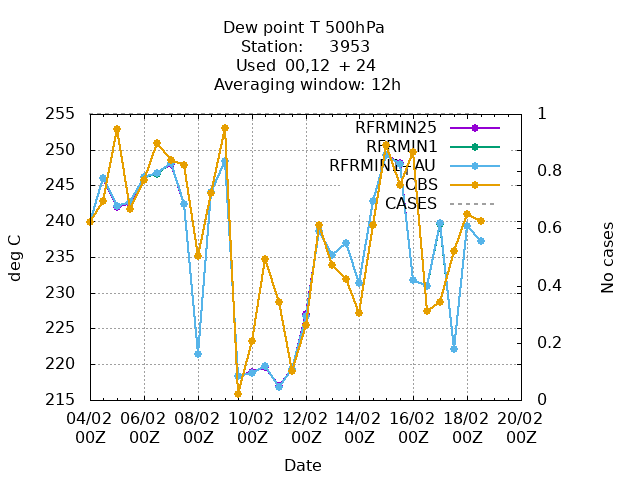 Dew point T 500hPa
Station: 3953
Used 00,12 + 24
Averaging window: 12h
RFRMIN25
RFRMIN1
RFRMIN1-AU
OBS
CASES
255
250
245
240
235
230
225
220
215
deg C
1
0.8
0.6
0.4
0.2
0
No cases
04/02 06/02 08/02 10/02 12/02 14/02 16/02 18/02 20/02
00Z 00Z 00Z 00Z 00Z 00Z 00Z 00Z 00Z
Date